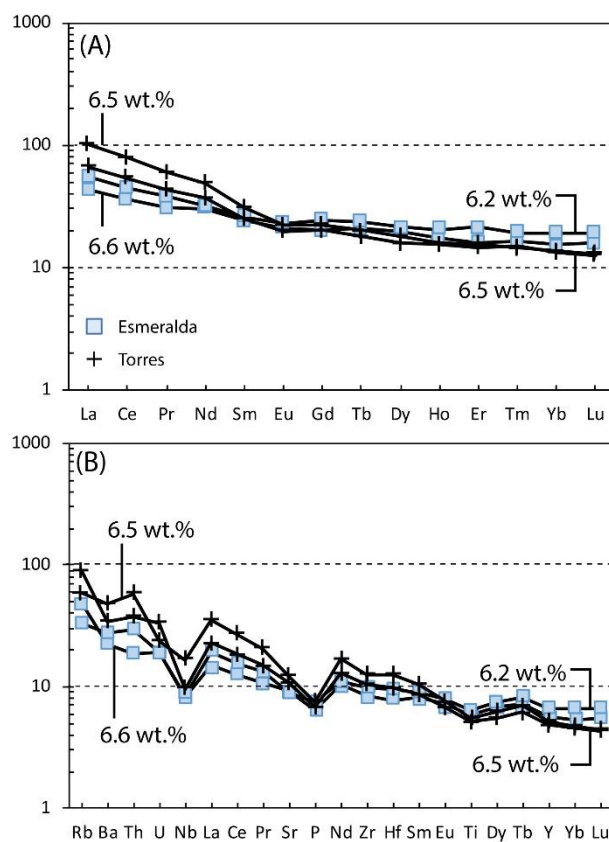 1000
(A)
6.5 wt.%
100
6.2 wt.%
6.6 wt.%
10
6.5 wt.%
Esmeralda
Torres
1
La Ce Pr Nd Sm Eu Gd Tb Dy Ho Er Tm Yb Lu
1000
(B)
6.5 wt.%
100
6.2 wt.%
10
6.6 wt.%
6.5 wt.%
1
Rb Ba Th U Nb La Ce Pr Sr P Nd Zr Hf Sm Eu Ti Dy Tb Y Yb Lu